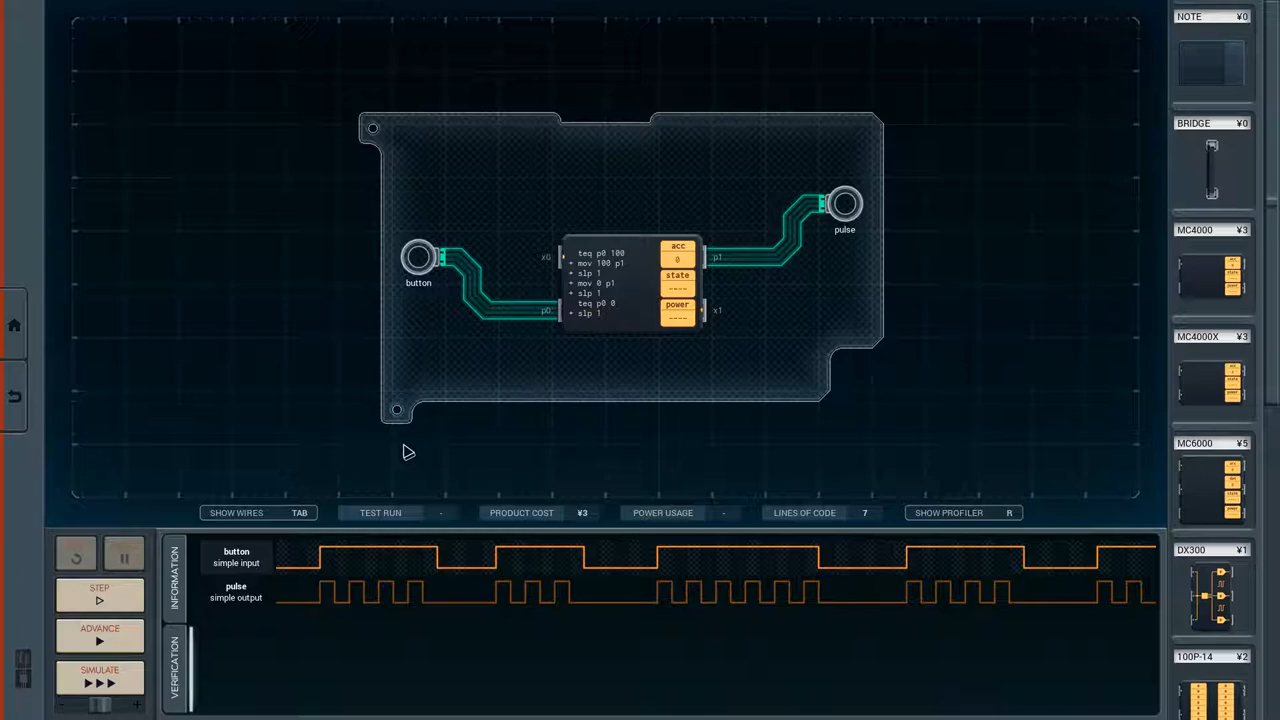 NOTE ¥0
BRIDGE ¥0
MC4000 ¥3
MC4000X ¥3
MC6000 ¥5
DX300 ¥1
100P-14 ¥2
button
pulse
x0
p0
p1
x1
teq p0 100
+ mov 100 p1
+ slp 1
+ mov 0 p1
+ slp 1
teq p0 0
+ slp 1
acc
0
state
----
power
----
SHOW WIRES TAB
TEST RUN -
PRODUCT COST ¥3
POWER USAGE -
LINES OF CODE 7
SHOW PROFILER R
STEP
ADVANCE
SIMULATE
- +
INFORMATION
VERIFICATION
button
simple input
pulse
simple output